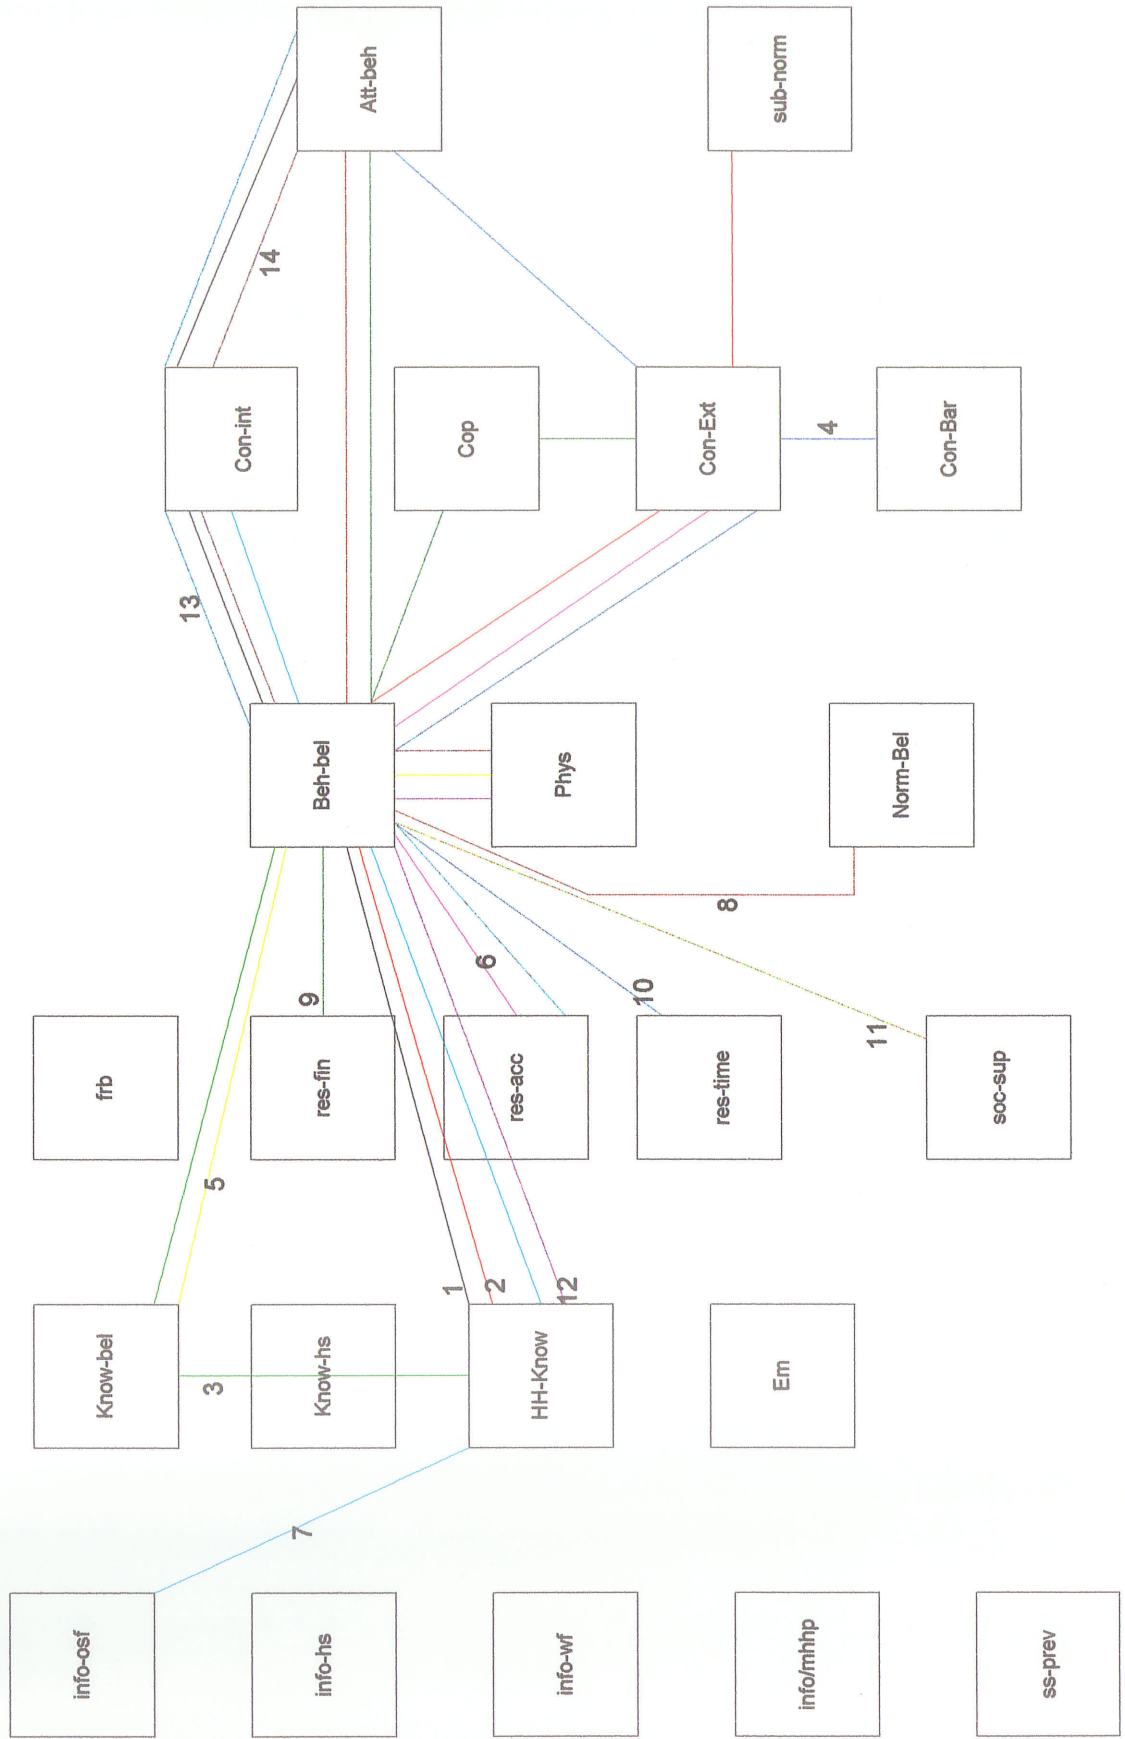 info-osf
info-hs
info-wf
info/mhhp
ss-prev
7
Know-bel
3
Know-hs
HH-Know
Em
5
1
2
12
frb
res-fin
res-acc
res-time
soc-sup
9
6
10
11
8
Beh-bel
Phys
Norm-Bel
13
Con-int
Cop
Con-Ext
4
Con-Bar
14
Att-beh
sub-norm